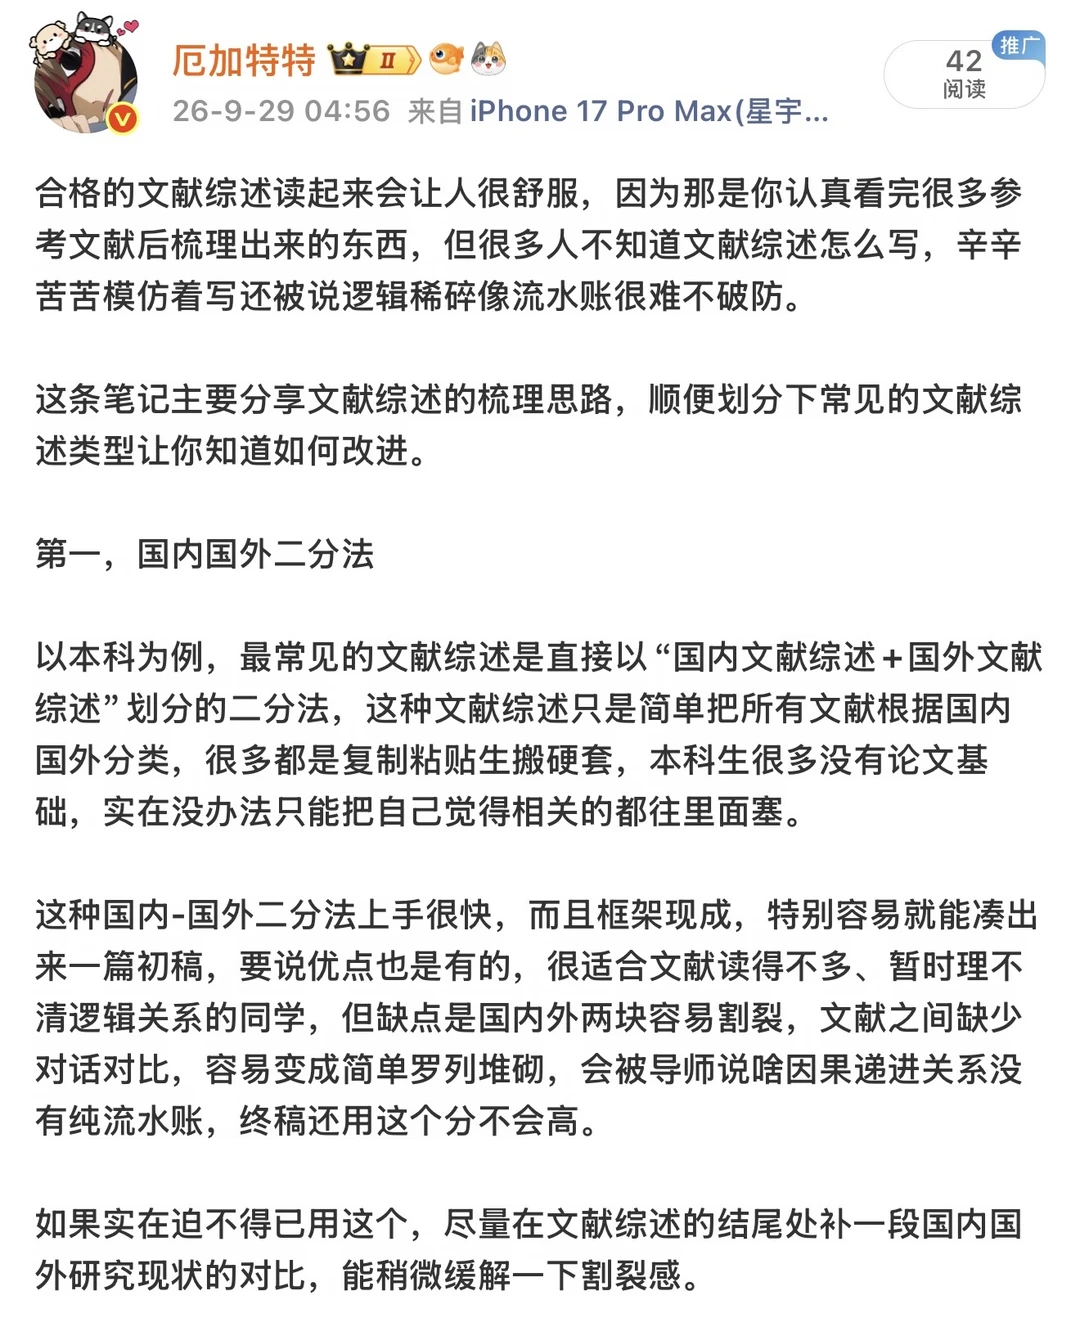 厄加特特 II
推广
42
阅读
26-9-29 04:56 来自 iPhone 17 Pro Max(星宇...
合格的文献综述读起来会让人很舒服，因为那是你认真看完很多参
考文献后梳理出来的东西，但很多人不知道文献综述怎么写，辛辛
苦苦模仿着写还被说逻辑稀碎像流水账很难不破防。
这条笔记主要分享文献综述的梳理思路，顺便划分下常见的文献综
述类型让你知道如何改进。
第一，国内国外二分法
以本科为例，最常见的文献综述是直接以“国内文献综述+国外文献
综述”划分的二分法，这种文献综述只是简单把所有文献根据国内
国外分类，很多都是复制粘贴生搬硬套，本科生很多没有论文基
础，实在没办法只能把自己觉得相关的都往里面塞。
这种国内-国外二分法上手很快，而且框架现成，特别容易就能凑出
来一篇初稿，要说优点也是有的，很适合文献读得不多、暂时理不
清逻辑关系的同学，但缺点是国内外两块容易割裂，文献之间缺少
对话对比，容易变成简单罗列堆砌，会被导师说啥因果递进关系没
有纯流水账，终稿还用这个分不会高。
如果实在迫不得已用这个，尽量在文献综述的结尾处补一段国内国
外研究现状的对比，能稍微缓解一下割裂感。